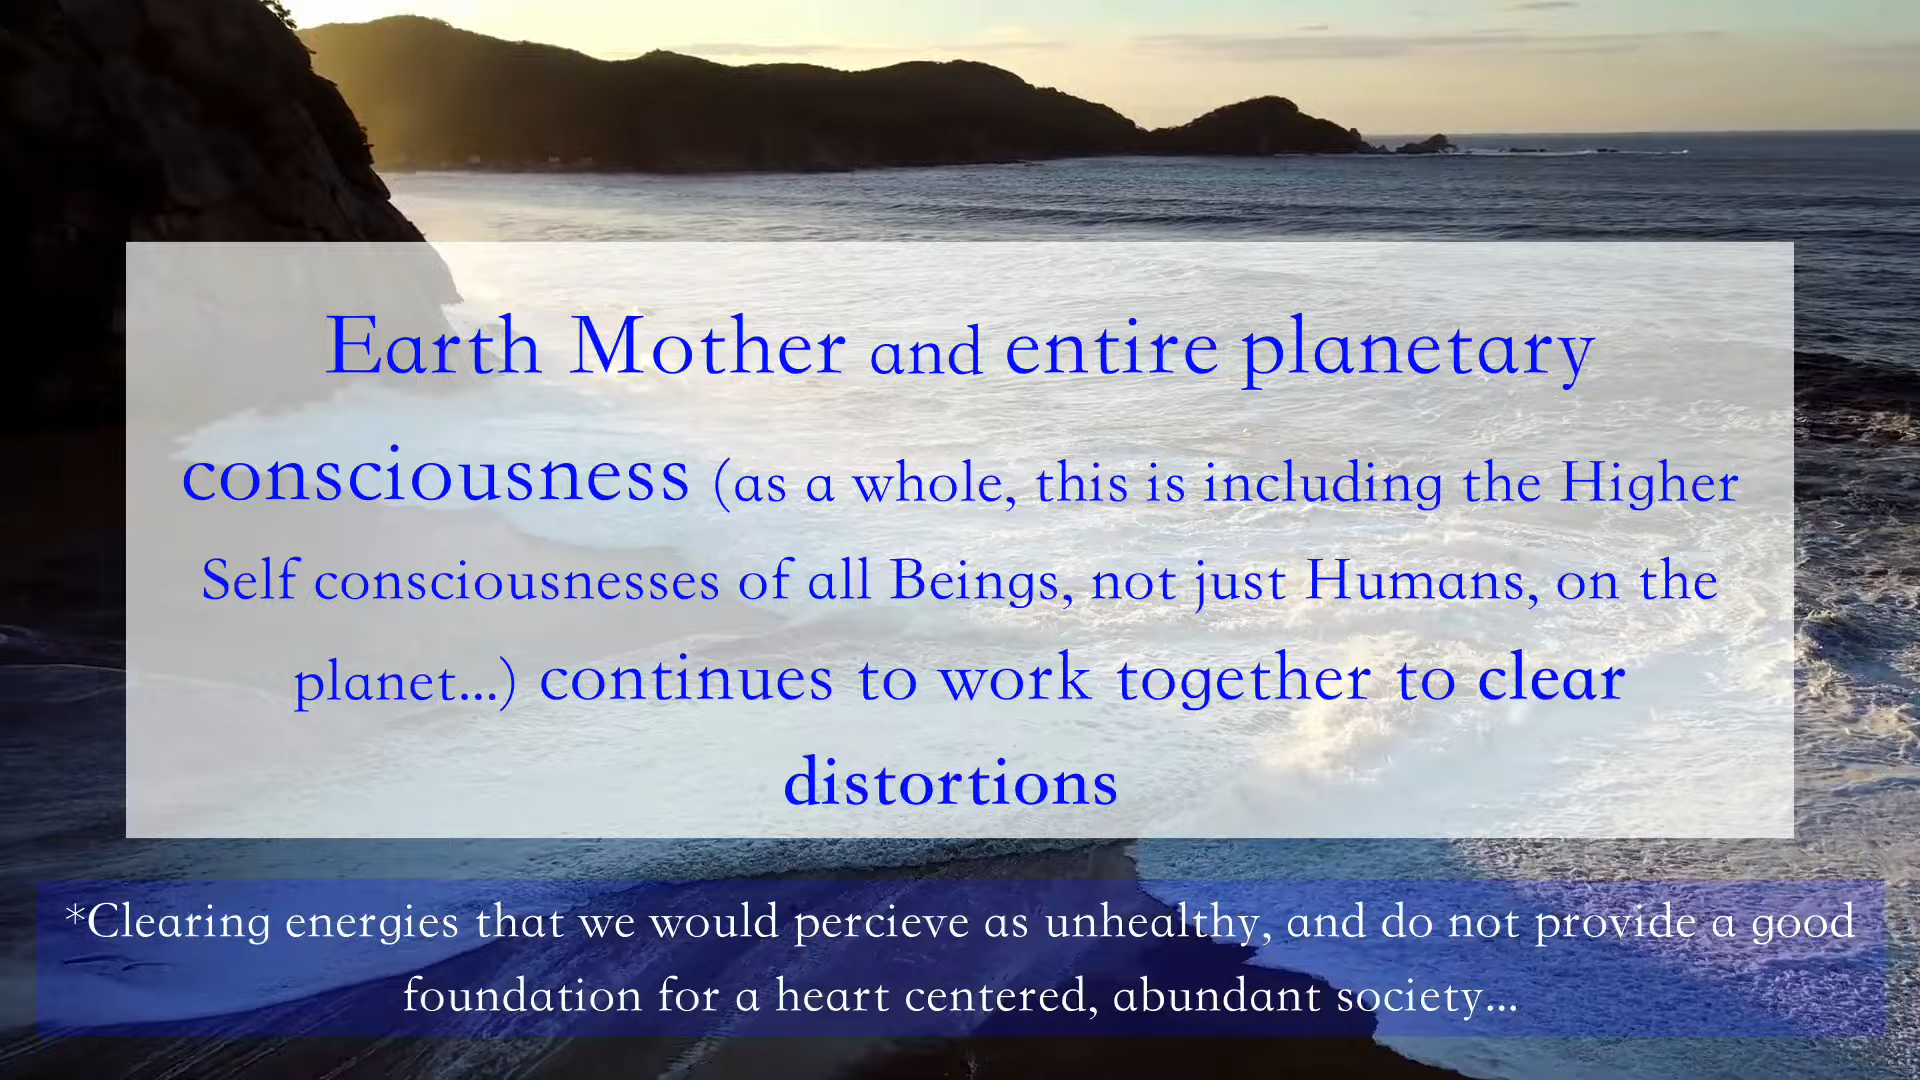 Earth Mother and entire planetary
consciousness (as a whole, this is including the Higher
Self consciousnesses of all Beings, not just Humans, on the
planet...) continues to work together to clear
distortions
*Clearing energies that we would percieve as unhealthy, and do not provide a good
foundation for a heart centered, abundant society...